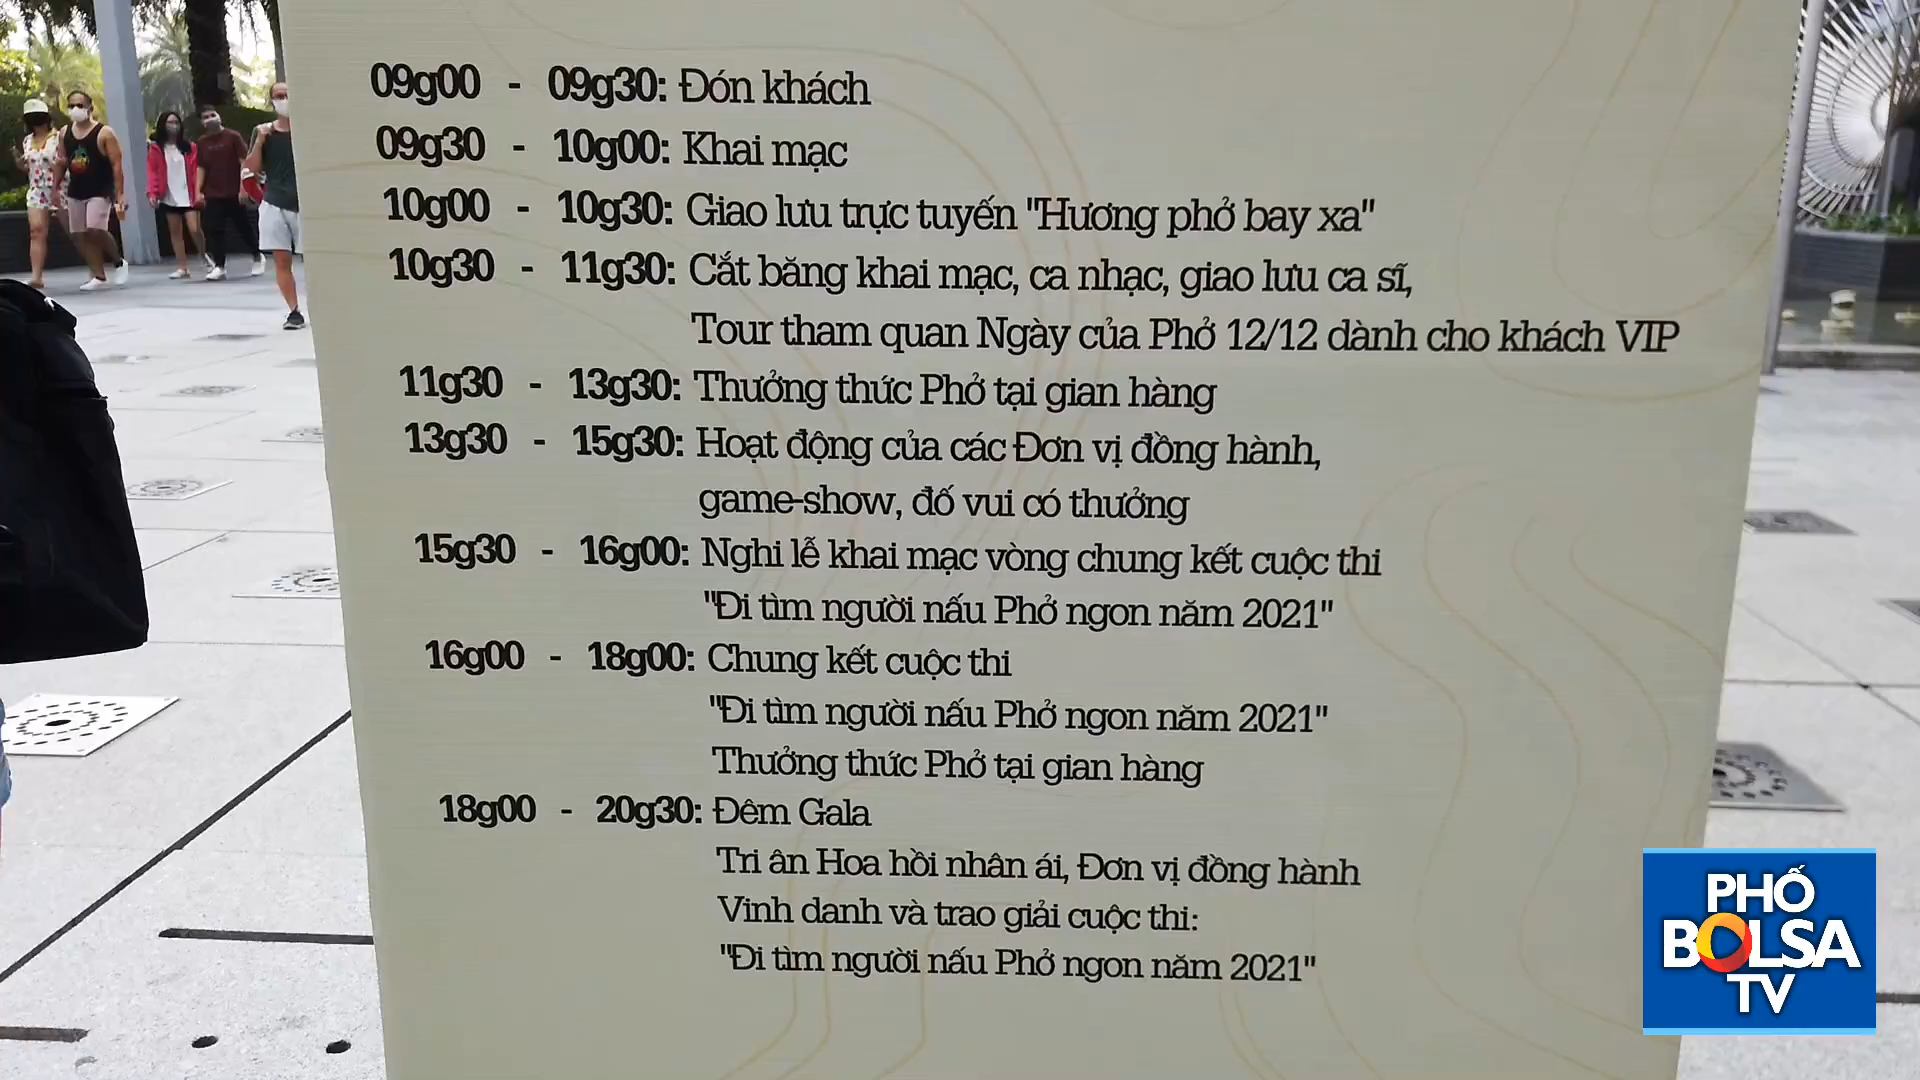 09g00 - 09g30: Đón khách
09g30 - 10g00: Khai mạc
10g00 - 10g30: Giao lưu trực tuyến "Hương phở bay xa"
10g30 - 11g30: Cắt băng khai mạc, ca nhạc, giao lưu ca sĩ,
Tour tham quan Ngày của Phở 12/12 dành cho khách VIP
11g30 - 13g30: Thưởng thức Phở tại gian hàng
13g30 - 15g30: Hoạt động của các Đơn vị đồng hành,
game-show, đố vui có thưởng
15g30 - 16g00: Nghi lễ khai mạc vòng chung kết cuộc thi
"Đi tìm người nấu Phở ngon năm 2021"
16g00 - 18g00: Chung kết cuộc thi
"Đi tìm người nấu Phở ngon năm 2021"
Thưởng thức Phở tại gian hàng
18g00 - 20g30: Đêm Gala
Tri ân Hoa hồi nhân ái, Đơn vị đồng hành
Vinh danh và trao giải cuộc thi:
"Đi tìm người nấu Phở ngon năm 2021"
PHỐ
BOLSA
TV